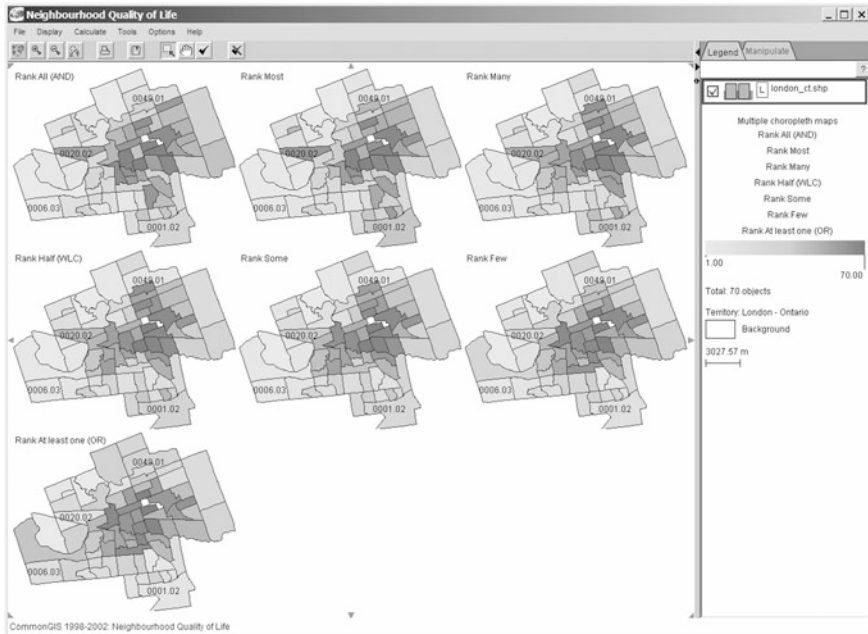 Neighbourhood Quality of Life
File Display Calculate Tools Options Help
Legend Manipulate
?
Rank All (AND)
0049.01
0020.02
0006.03
0001.02
Rank Most
0049.01
0020.02
0006.03
0001.02
Rank Many
0049.01
0020.02
0006.03
0001.02
Rank Half (WLC)
0049.01
0020.02
0006.03
0001.02
Rank Some
0049.01
0020.02
0006.03
0001.02
Rank Few
0049.01
0020.02
0006.03
0001.02
Rank At least one (OR)
0049.01
0020.02
0006.03
0001.02
L london_ct.shp
Multiple choropleth maps
Rank All (AND)
Rank Most
Rank Many
Rank Half (WLC)
Rank Some
Rank Few
Rank At least one (OR)
1.00
70.00
Total: 70 objects
Territory: London - Ontario
Background
3027.57 m
CommonGIS 1998-2002: Neighbourhood Quality of Life